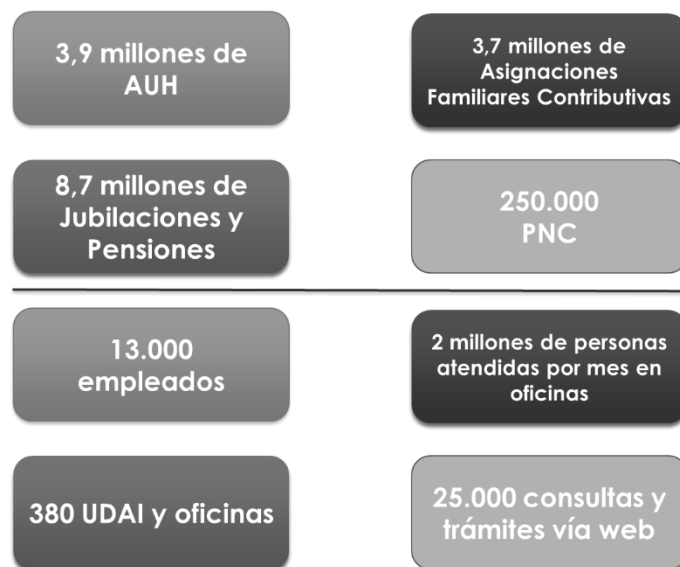 3,9 millones de
AUH
3,7 millones de
Asignaciones
Familiares Contributivas
8,7 millones de
Jubilaciones y
Pensiones
250.000
PNC
13.000
empleados
2 millones de personas
atendidas por mes en
oficinas
380 UDAI y oficinas
25.000 consultas y
trámites vía web